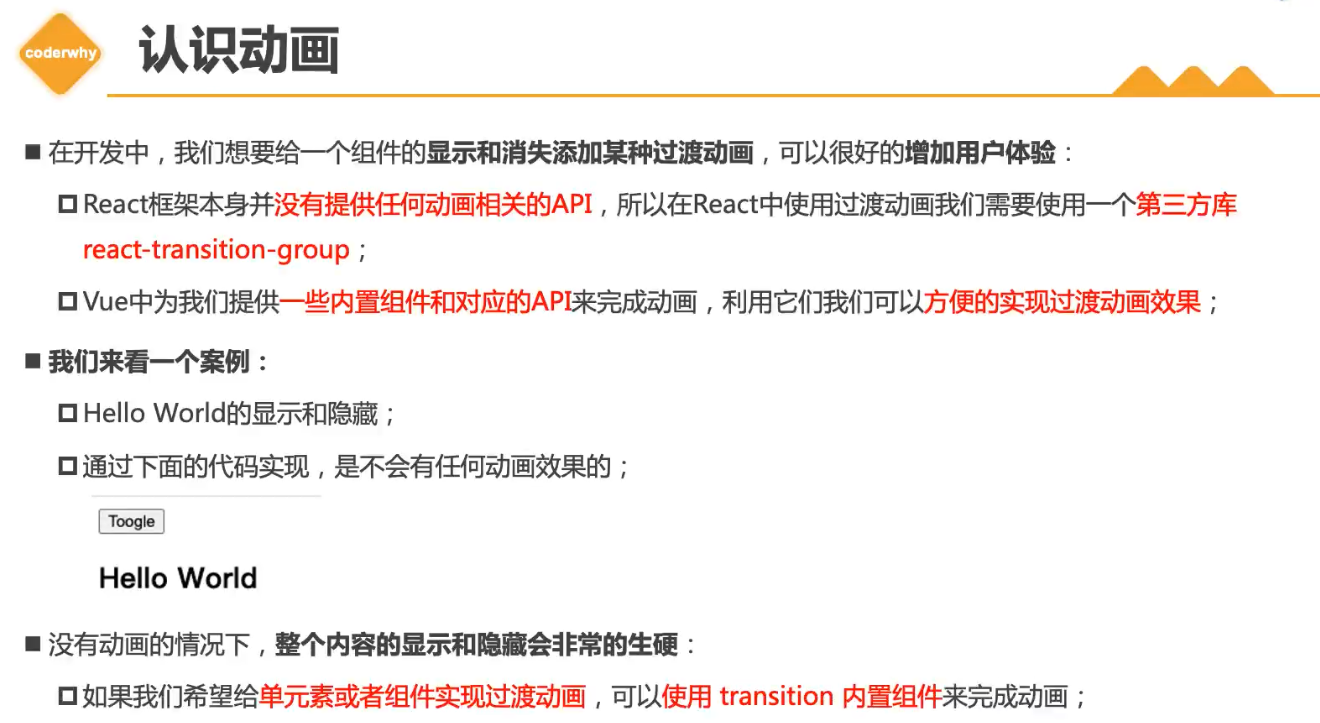 coderwhy
认识动画
在开发中，我们想要给一个组件的显示和消失添加某种过渡动画，可以很好的增加用户体验：
React框架本身并没有提供任何动画相关的API，所以在React中使用过渡动画我们需要使用一个第三方库
react-transition-group；
Vue中为我们提供一些内置组件和对应的API来完成动画，利用它们我们可以方便的实现过渡动画效果；
我们来看一个案例：
Hello World的显示和隐藏；
通过下面的代码实现，是不会有任何动画效果的；
Toogle
Hello World
没有动画的情况下，整个内容的显示和隐藏会非常的生硬：
如果我们希望给单元素或者组件实现过渡动画，可以使用 transition 内置组件来完成动画；